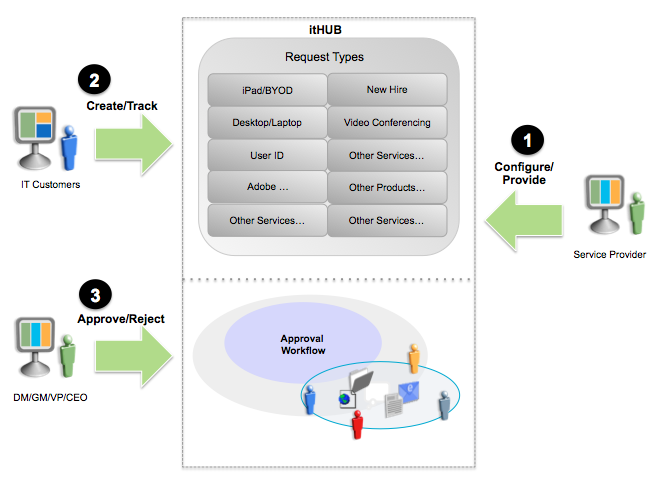 itHUB
Request Types
iPad/BYOD
New Hire
Desktop/Laptop
Video Conferencing
User ID
Other Services...
Adobe ...
Other Products...
Other Services...
Other Services...
2
Create/Track
IT Customers
1
Configure/
Provide
Service Provider
3
Approve/Reject
DM/GM/VP/CEO
Approval
Workflow